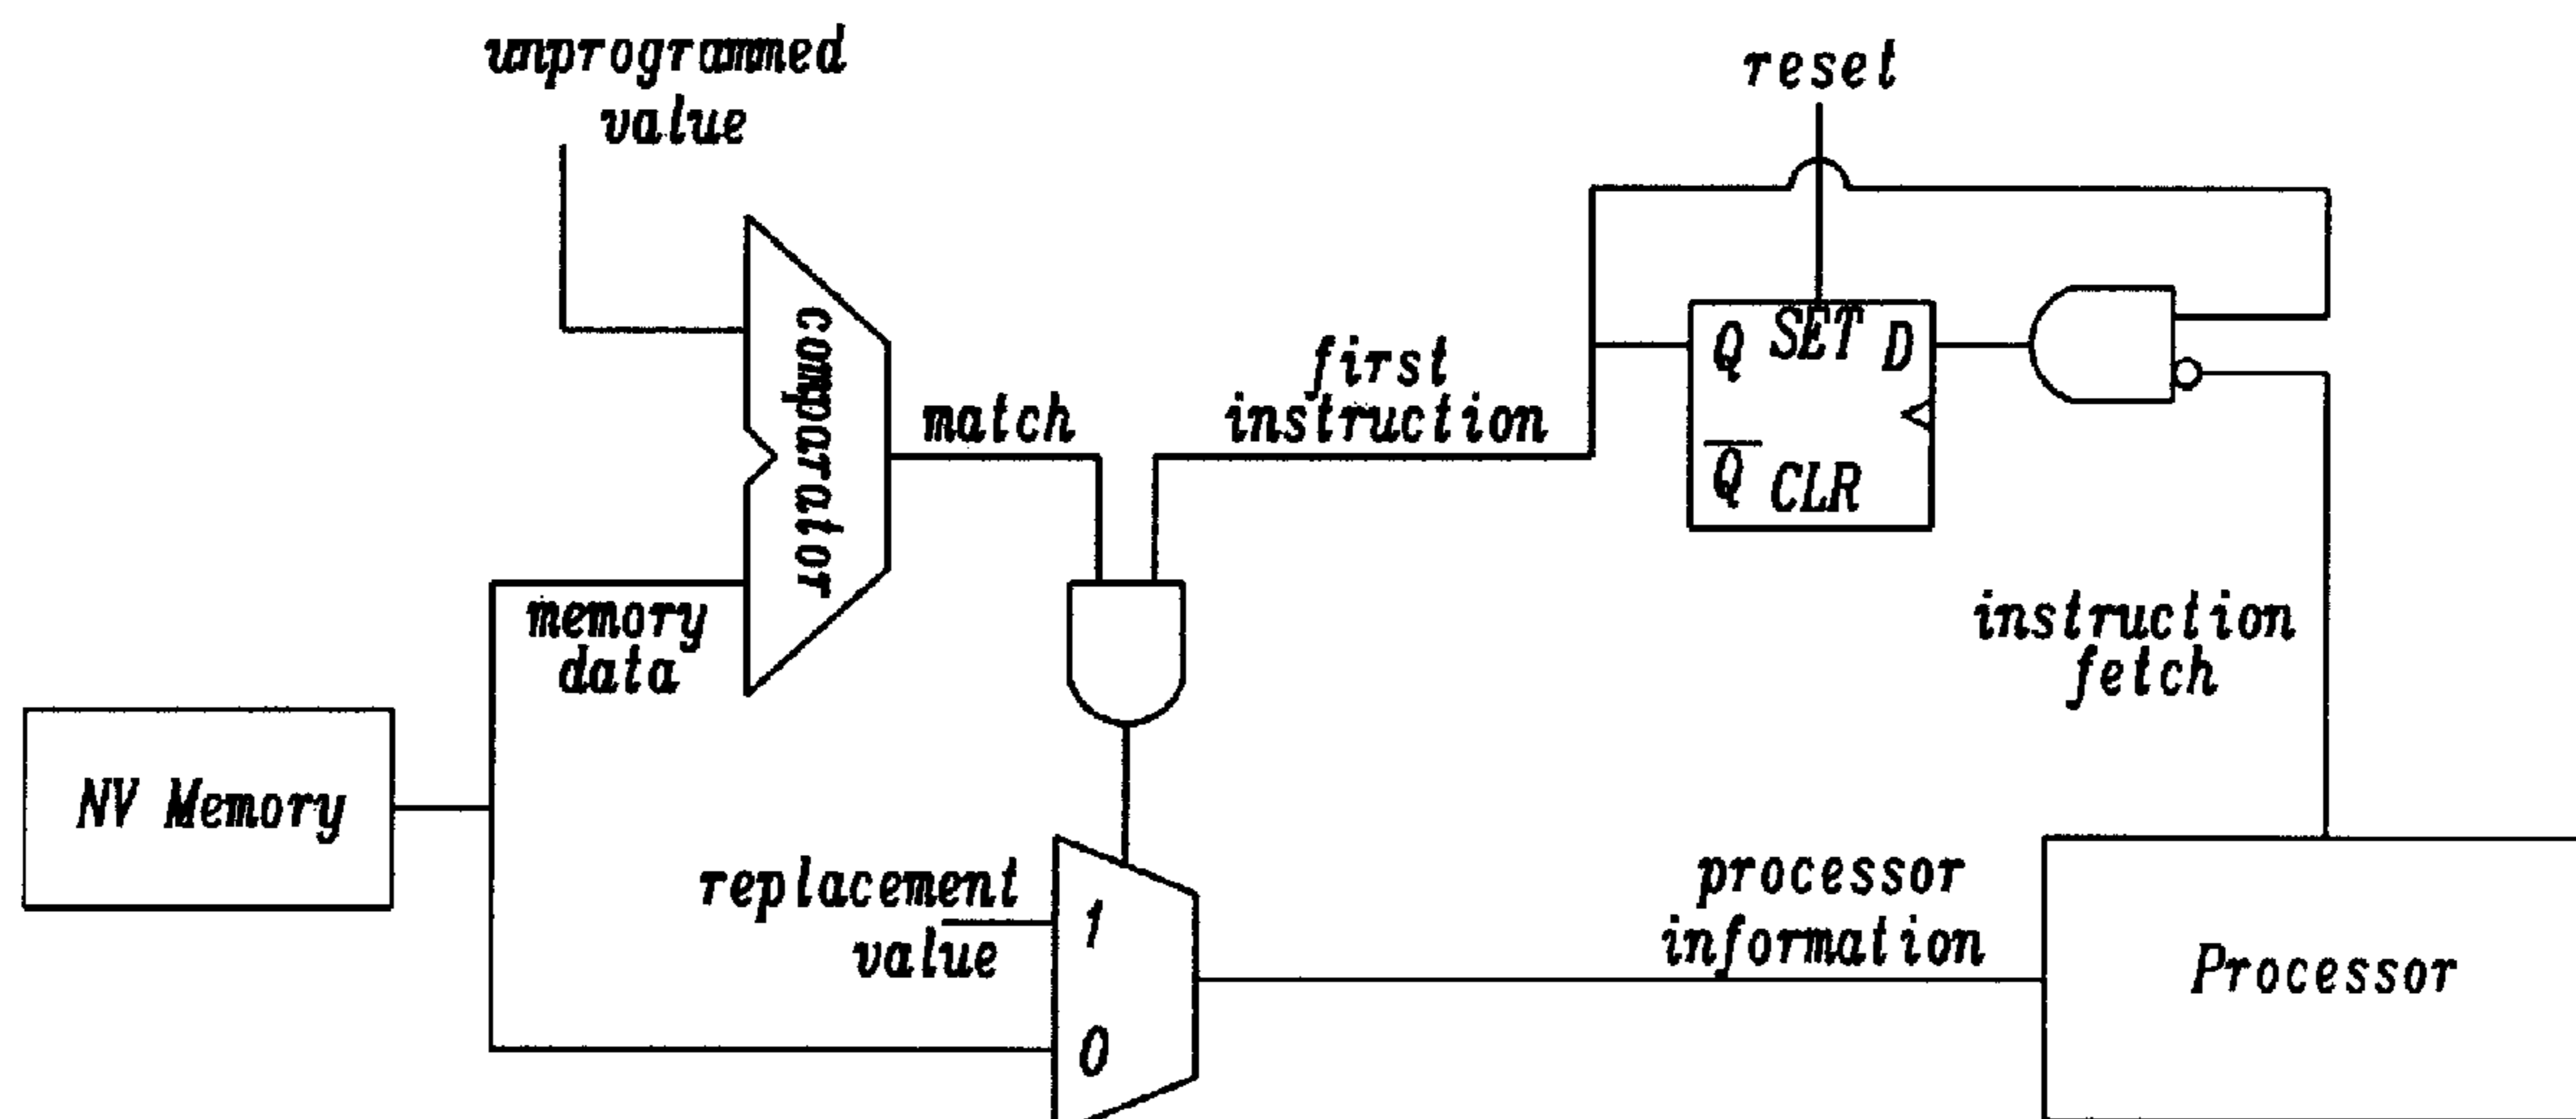 unprogrammed
value
reset
comparator
match
first
instruction
Q SET D
Q̅ CLR
memory
data
instruction
fetch
NV Memory
replacement
value
1
0
processor
information
Processor